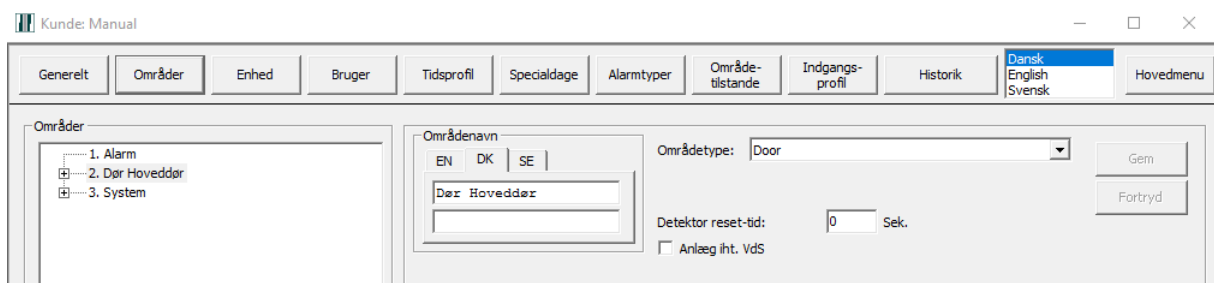 Kunde: Manual
Generelt
Områder
Enhed
Bruger
Tidsprofil
Specialdage
Alarmtyper
Område-
tilstande
Indgangs-
profil
Historik
Dansk
English
Svensk
Hovedmenu
Områder
1. Alarm
2. Dør Hoveddør
3. System
Områdenavn
EN DK SE
Dør Hoveddør
Områdetype: Door
Detektor reset-tid: 0 Sek.
Anlæg iht. VdS
Gem
Fortryd